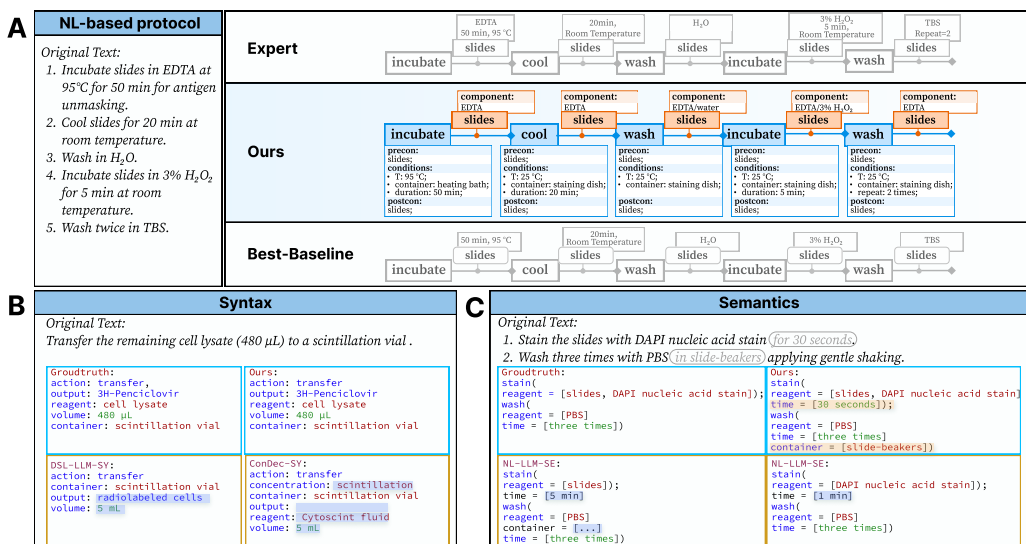 A
NL-based protocol
Original Text:
1. Incubate slides in EDTA at
95°C for 50 min for antigen
unmasking.
2. Cool slides for 20 min at
room temperature.
3. Wash in H₂O.
4. Incubate slides in 3% H₂O₂
for 5 min at room
temperature.
5. Wash twice in TBS.
Expert
EDTA
50 min, 95 °C
20min,
Room Temperature
H₂O
3% H₂O₂
5 min,
Room Temperature
TBS
Repeat=2
slides slides slides slides slides
incubate cool wash incubate wash
Ours
component:
EDTA
component:
EDTA
component:
EDTA/water
component:
EDTA/3% H₂O₂
component:
EDTA
slides slides slides slides slides
incubate cool wash incubate wash
precon:
slides;
conditions:
• T: 95 °C;
• container: heating bath;
• duration: 50 min;
postcon:
slides;
precon:
slides;
conditions:
• T: 25 °C;
• container: staining dish;
• duration: 20 min;
postcon:
slides;
precon:
slides;
conditions:
• T: 25 °C;
• container: staining dish;
postcon:
slides;
precon:
slides;
conditions:
• T: 25 °C;
• container: staining dish;
• duration: 5 min;
postcon:
slides;
precon:
slides;
conditions:
• T: 25 °C;
• container: staining dish;
• repeat: 2 times;
postcon:
slides;
Best-Baseline
50 min, 95 °C
20min,
Room Temperature
H₂O
3% H₂O₂
TBS
slides slides slides slides slides
incubate cool wash incubate wash
B
Syntax
Original Text:
Transfer the remaining cell lysate (480 μL) to a scintillation vial .
Groudtruth:
action: transfer,
output: 3H-Penciclovir
reagent: cell lysate
volume: 480 μL
container: scintillation vial
Ours:
action: transfer
output: 3H-Penciclovir
reagent: cell lysate
volume: 480 μL
container: scintillation vial
DSL-LLM-SY:
action: transfer
container: scintillation vial
output: radiolabeled cells
volume: 5 mL
ConDec-SY:
action: transfer
concentration: scintillation
container: scintillation vial
output:
reagent: Cytoscint fluid
volume: 5 mL
C
Semantics
Original Text:
1. Stain the slides with DAPI nucleic acid stain for 30 seconds.
2. Wash three times with PBS in slide-beakers applying gentle shaking.
Groudtruth:
stain(
reagent = [slides, DAPI nucleic acid stain]);
wash(
reagent = [PBS]
time = [three times])
Ours:
stain(
reagent = [slides, DAPI nucleic acid stain]
time = [30 seconds]);
wash(
reagent = [PBS]
time = [three times]
container = [slide-beakers])
NL-LLM-SE:
stain(
reagent = [slides]);
time = [5 min]
wash(
reagent = [PBS]
container = [...]
time = [three times])
NL-LLM-SE:
stain(
reagent = [DAPI nucleic acid stain]);
time = [1 min]
wash(
reagent = [PBS]
time = [three times])